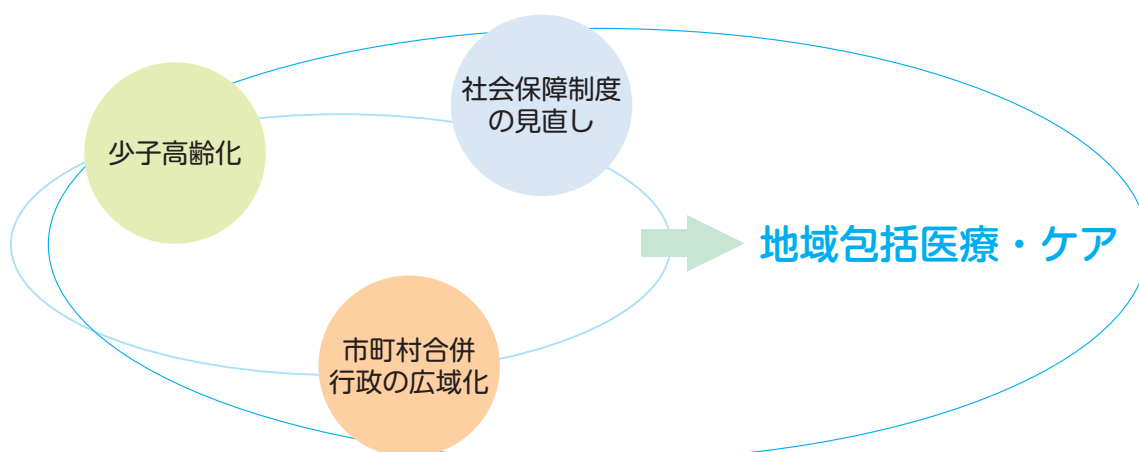 社会保障制度
の見直し
少子高齢化
地域包括医療・ケア
市町村合併
行政の広域化